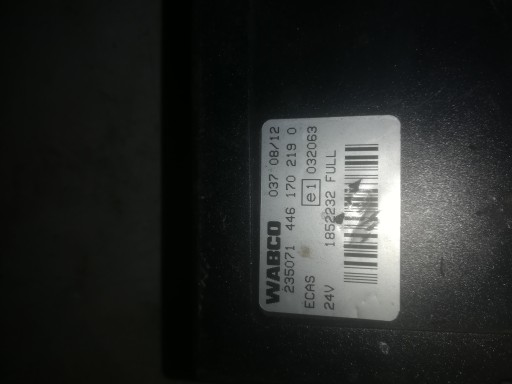 WABCO 037 08/12
235071 446 170 219 0
ECAS e1 032063
24V 1852232 FULL